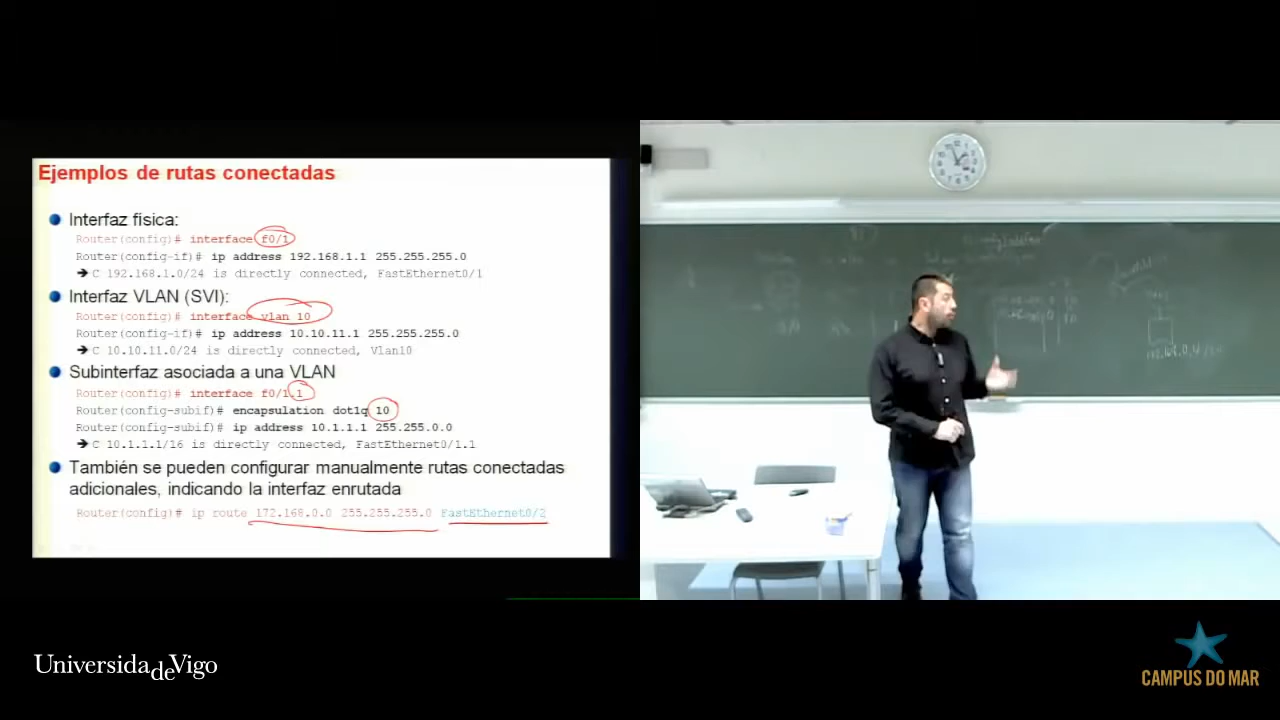 Ejemplos de rutas conectadas
Interfaz física:
Router(config)# interface f0/1
Router(config-if)# ip address 192.168.1.1 255.255.255.0
➔ C 192.168.1.0/24 is directly connected, FastEthernet0/1
Interfaz VLAN (SVI):
Router(config)# interface vlan 10
Router(config-if)# ip address 10.10.11.1 255.255.255.0
➔ C 10.10.11.0/24 is directly connected, Vlan10
Subinterfaz asociada a una VLAN
Router(config)# interface f0/1.1
Router(config-subif)# encapsulation dot1q 10
Router(config-subif)# ip address 10.1.1.1 255.255.0.0
➔ C 10.1.1.1/16 is directly connected, FastEthernet0/1.1
También se pueden configurar manualmente rutas conectadas
adicionales, indicando la interfaz enrutada
Router(config)# ip route 172.168.0.0 255.255.255.0 FastEthernet0/2
UniversidadeVigo
CAMPUS DO MAR